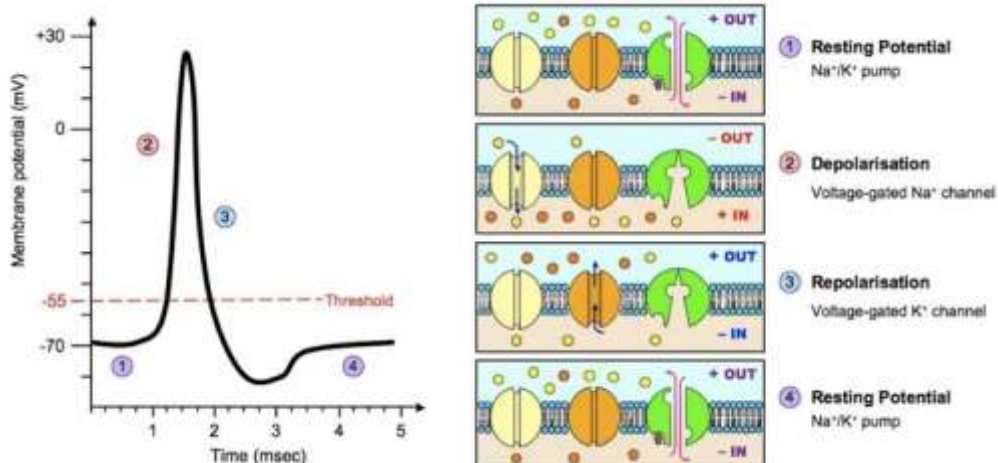 Membrane potential (mV)
+30
0
-55
-70
Threshold
1
2
3
4
1 2 3 4 5
Time (msec)
+ OUT
− IN
1 Resting Potential
Na⁺/K⁺ pump
− OUT
+ IN
2 Depolarisation
Voltage-gated Na⁺ channel
+ OUT
− IN
3 Repolarisation
Voltage-gated K⁺ channel
+ OUT
− IN
4 Resting Potential
Na⁺/K⁺ pump